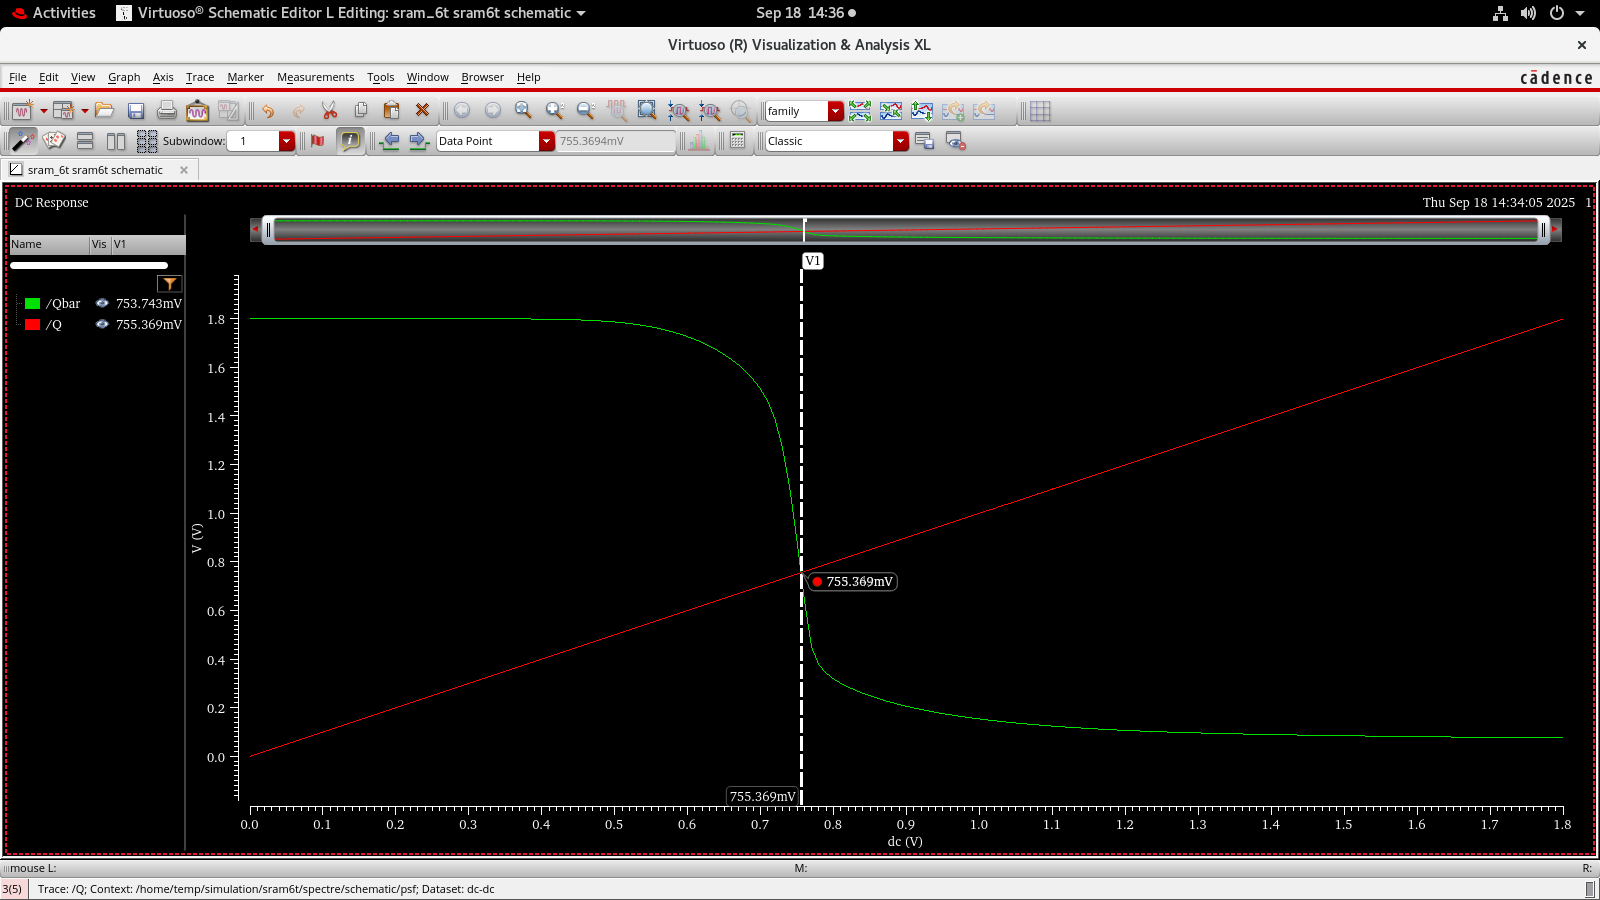 Activities
Virtuoso® Schematic Editor L Editing: sram_6t sram6t schematic
Sep 18 14:36
Virtuoso (R) Visualization & Analysis XL
File Edit View Graph Axis Trace Marker Measurements Tools Window Browser Help
cādence
family
Subwindow: 1
Data Point
755.3694mV
Classic
sram_6t sram6t schematic
DC Response
Thu Sep 18 14:34:05 2025 1
Name Vis V1
/Qbar 753.743mV
/Q 755.369mV
V1
1.8
1.6
1.4
1.2
1.0
0.8
0.6
0.4
0.2
0.0
V (V)
755.369mV
755.369mV
0.0 0.1 0.2 0.3 0.4 0.5 0.6 0.7 0.8 0.9 1.0 1.1 1.2 1.3 1.4 1.5 1.6 1.7 1.8
dc (V)
mouse L: M: R:
3(5) Trace: /Q; Context: /home/temp/simulation/sram6t/spectre/schematic/psf; Dataset: dc-dc